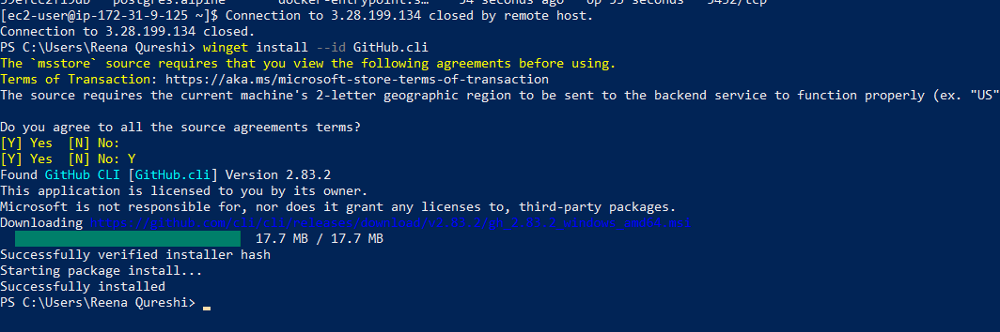 postgres:alpine "docker-entrypoint.s…" 54 seconds ago Up 53 seconds 5432/tcp
[ec2-user@ip-172-31-9-125 ~]$ Connection to 3.28.199.134 closed by remote host.
Connection to 3.28.199.134 closed.
PS C:\Users\Reena Qureshi> winget install --id GitHub.cli
The `msstore` source requires that you view the following agreements before using.
Terms of Transaction: https://aka.ms/microsoft-store-terms-of-transaction
The source requires the current machine's 2-letter geographic region to be sent to the backend service to function properly (ex. "US"
Do you agree to all the source agreements terms?
[Y] Yes [N] No:
[Y] Yes [N] No: Y
Found GitHub CLI [GitHub.cli] Version 2.83.2
This application is licensed to you by its owner.
Microsoft is not responsible for, nor does it grant any licenses to, third-party packages.
Downloading https://github.com/cli/cli/releases/download/v2.83.2/gh_2.83.2_windows_amd64.msi
17.7 MB / 17.7 MB
Successfully verified installer hash
Starting package install...
Successfully installed
PS C:\Users\Reena Qureshi>